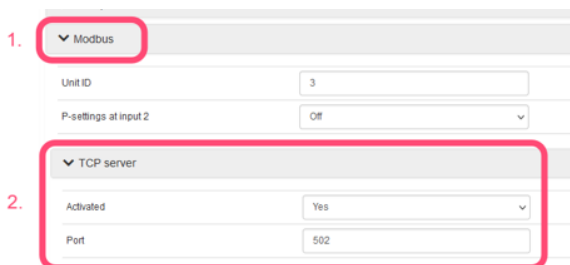 1. Modbus
Unit ID 3
P-settings at input 2 Off
2. TCP server
Activated Yes
Port 502